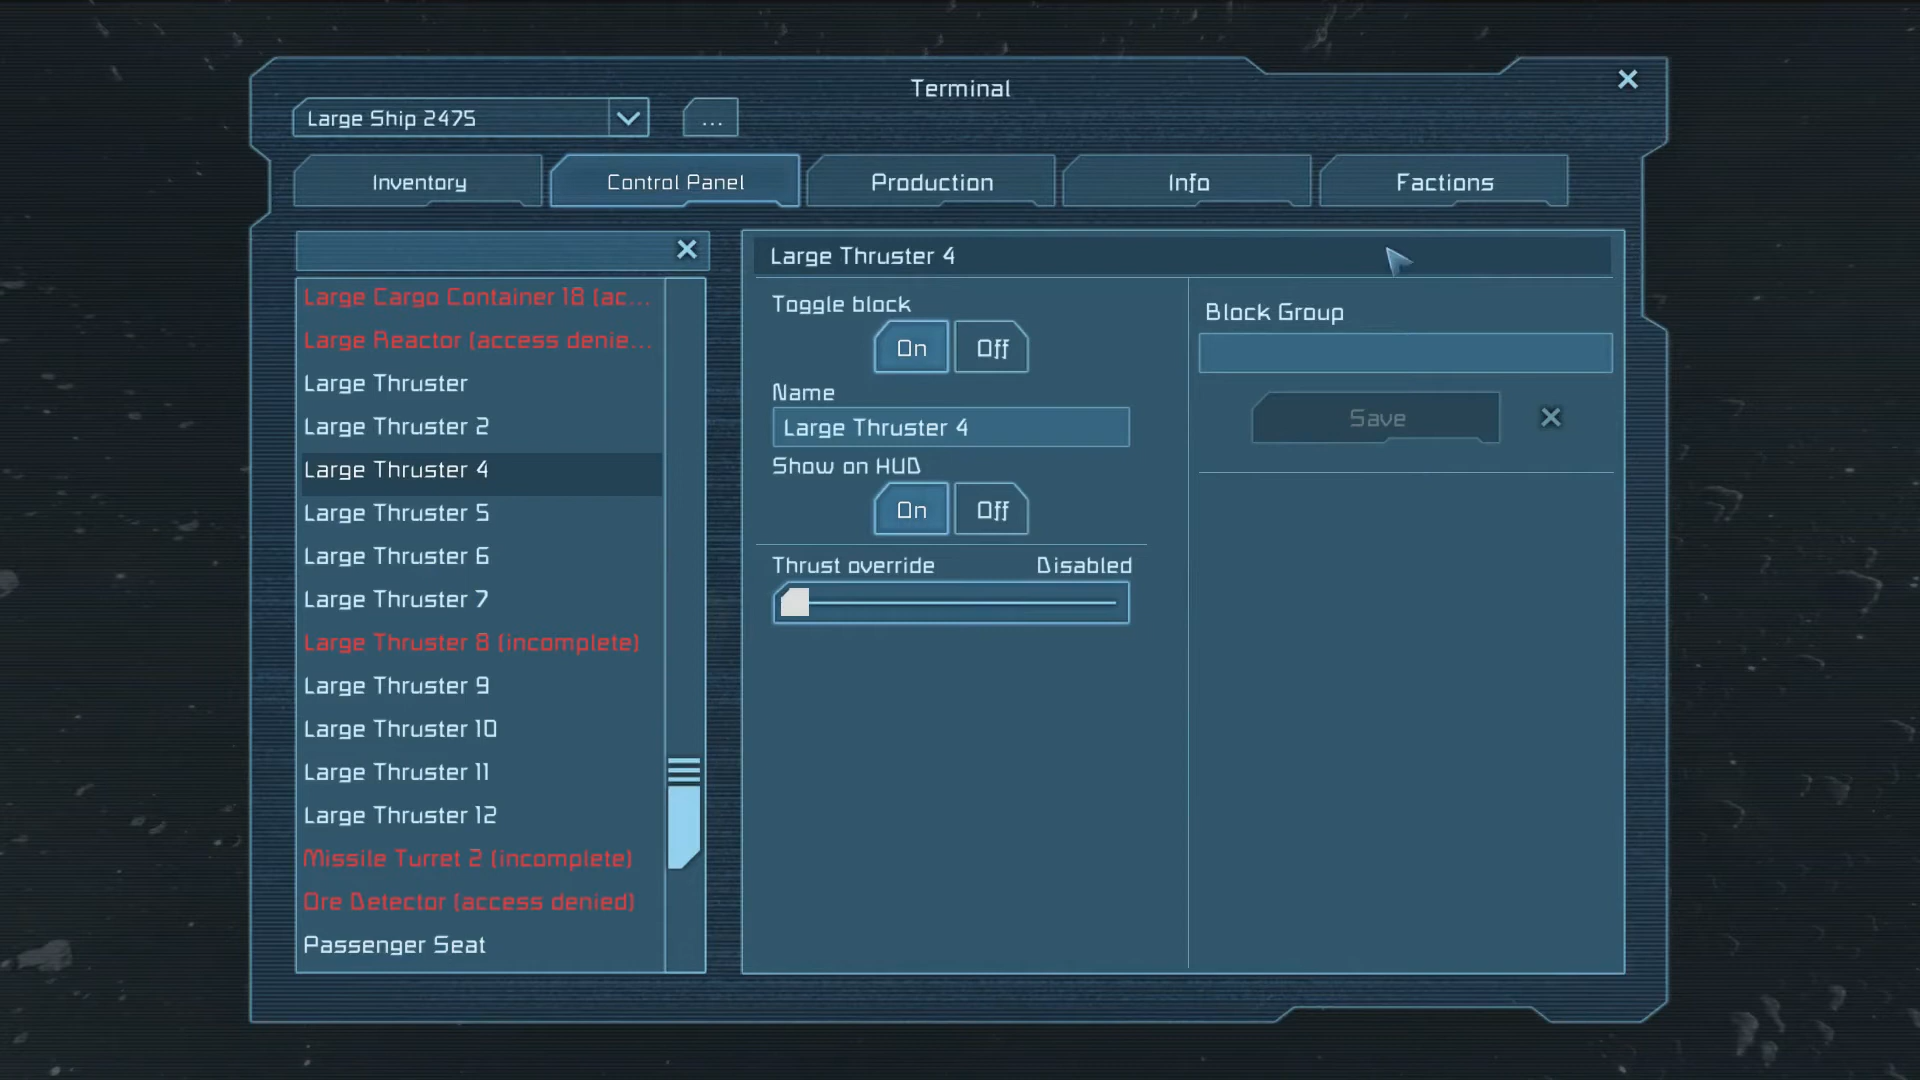 Terminal
Large Ship 2475
...
Inventory
Control Panel
Production
Info
Factions
Large Cargo Container 18 (ac...
Large Reactor (access denie...
Large Thruster
Large Thruster 2
Large Thruster 4
Large Thruster 5
Large Thruster 6
Large Thruster 7
Large Thruster 8 (incomplete)
Large Thruster 9
Large Thruster 10
Large Thruster 11
Large Thruster 12
Missile Turret 2 (incomplete)
Ore Detector (access denied)
Passenger Seat
Large Thruster 4
Toggle block
On Off
Name
Large Thruster 4
Show on HUD
On Off
Thrust override Disabled
Block Group
Save